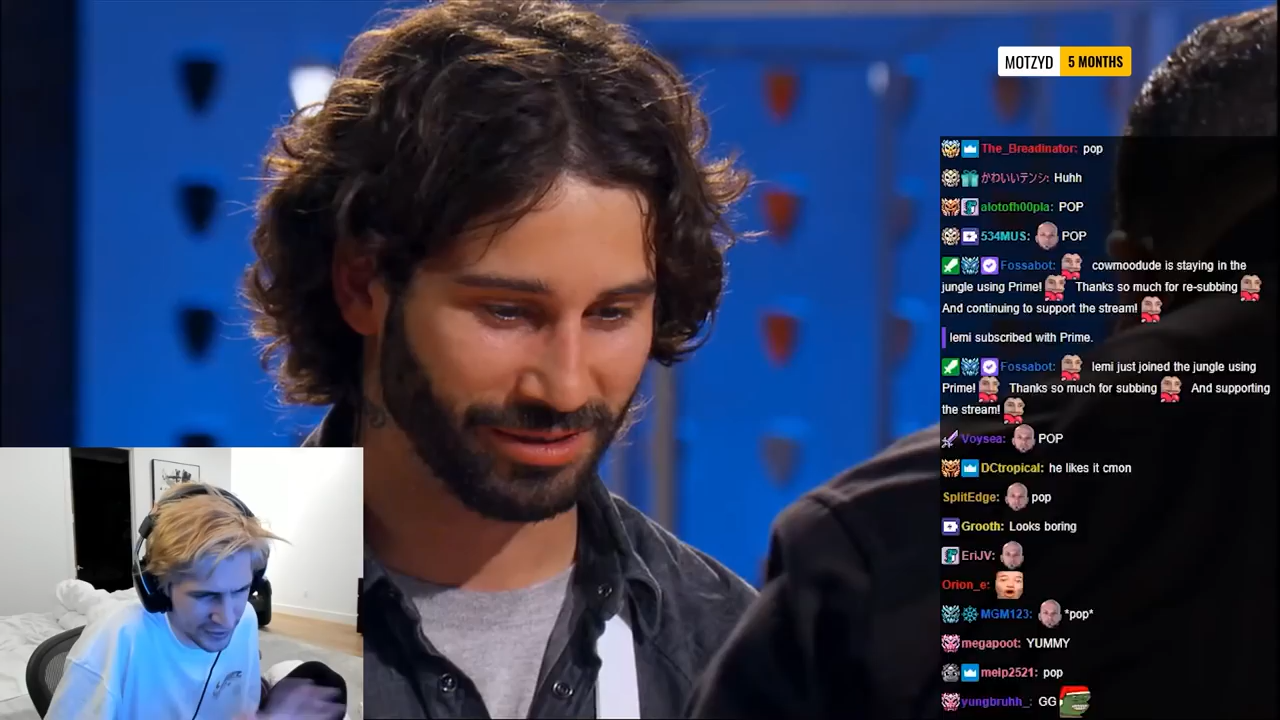 MOTZYD 5 MONTHS
The_Breadinator: pop
かわいいテンシ: Huhh
alotofh00pla: POP
534MUS: POP
Fossabot: cowmoodude is staying in the
jungle using Prime! Thanks so much for re-subbing
And continuing to support the stream!
lemi subscribed with Prime.
Fossabot: lemi just joined the jungle using
Prime! Thanks so much for subbing And supporting
the stream!
Voysea: POP
DCtropical: he likes it cmon
SplitEdge: pop
Grooth: Looks boring
EriJV:
Orion_e:
MGM123: *pop*
megapoot: YUMMY
meip2521: pop
yungbruhh_: GG